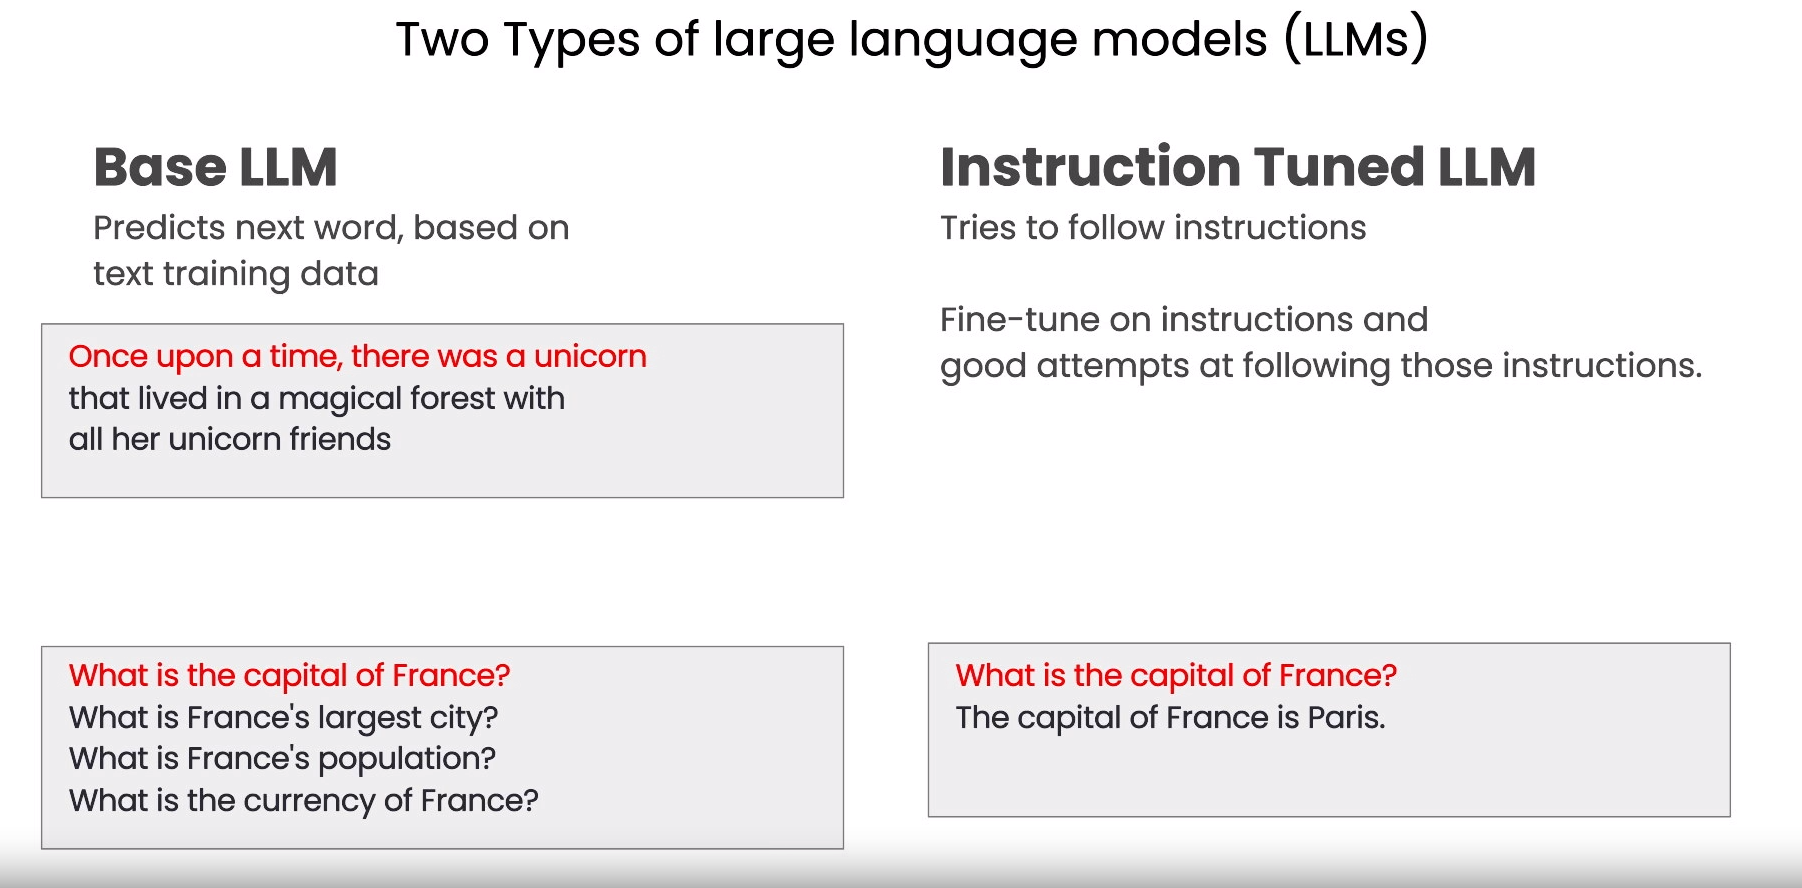 Two Types of large language models (LLMs)
Base LLM
Predicts next word, based on
text training data
Once upon a time, there was a unicorn
that lived in a magical forest with
all her unicorn friends
What is the capital of France?
What is France's largest city?
What is France's population?
What is the currency of France?
Instruction Tuned LLM
Tries to follow instructions
Fine-tune on instructions and
good attempts at following those instructions.
What is the capital of France?
The capital of France is Paris.